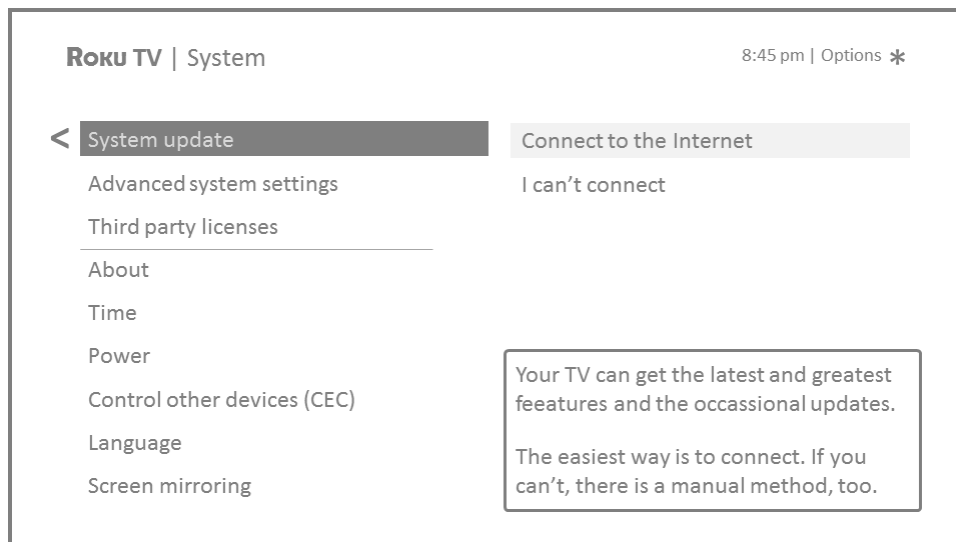 Roku TV | System
8:45 pm | Options *
< System update
Advanced system settings
Third party licenses
About
Time
Power
Control other devices (CEC)
Language
Screen mirroring
Connect to the Internet
I can’t connect
Your TV can get the latest and greatest
feeatures and the occassional updates.
The easiest way is to connect. If you
can’t, there is a manual method, too.